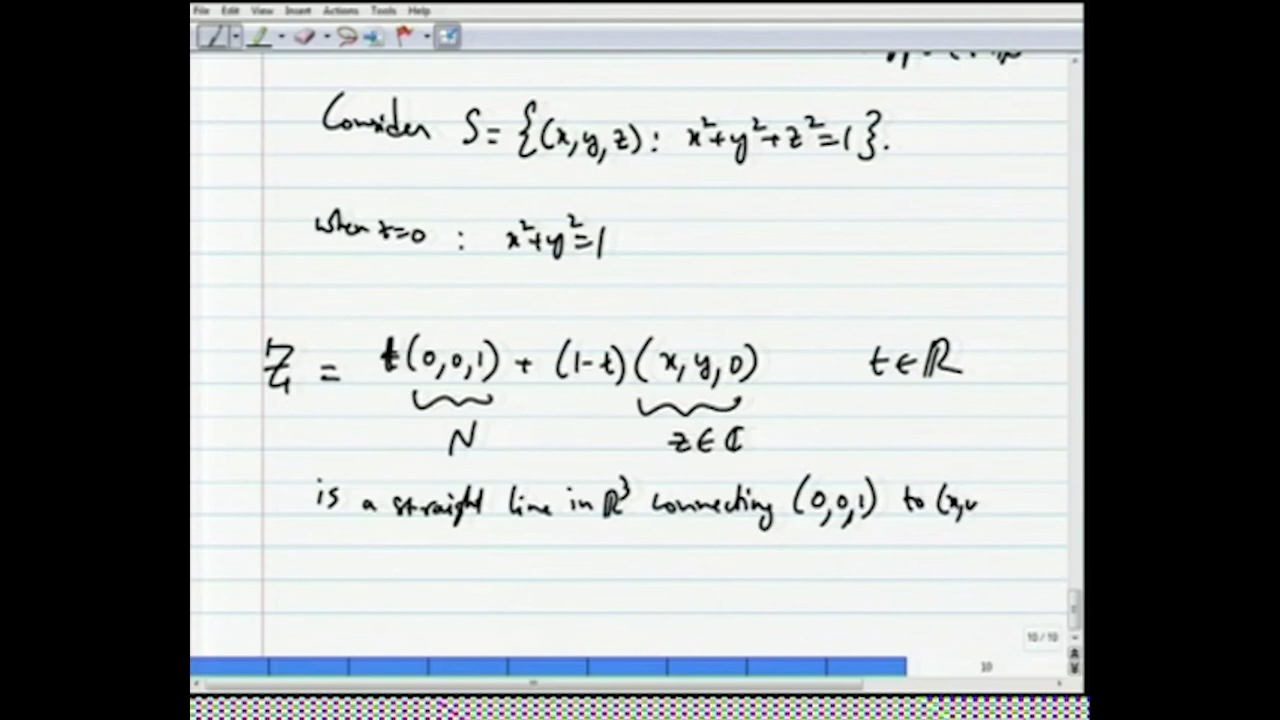 File Edit View Insert Actions Tools Help
Consider S = {(x, y, z) : x² + y² + z² = 1}.
when z=0 : x² + y² = 1
Z = t(0,0,1) + (1-t)(x, y, 0) t ∈ ℝ
N z ∈ ℂ
is a straight line in ℝ³ connecting (0,0,1) to (x,
10 / 10
10